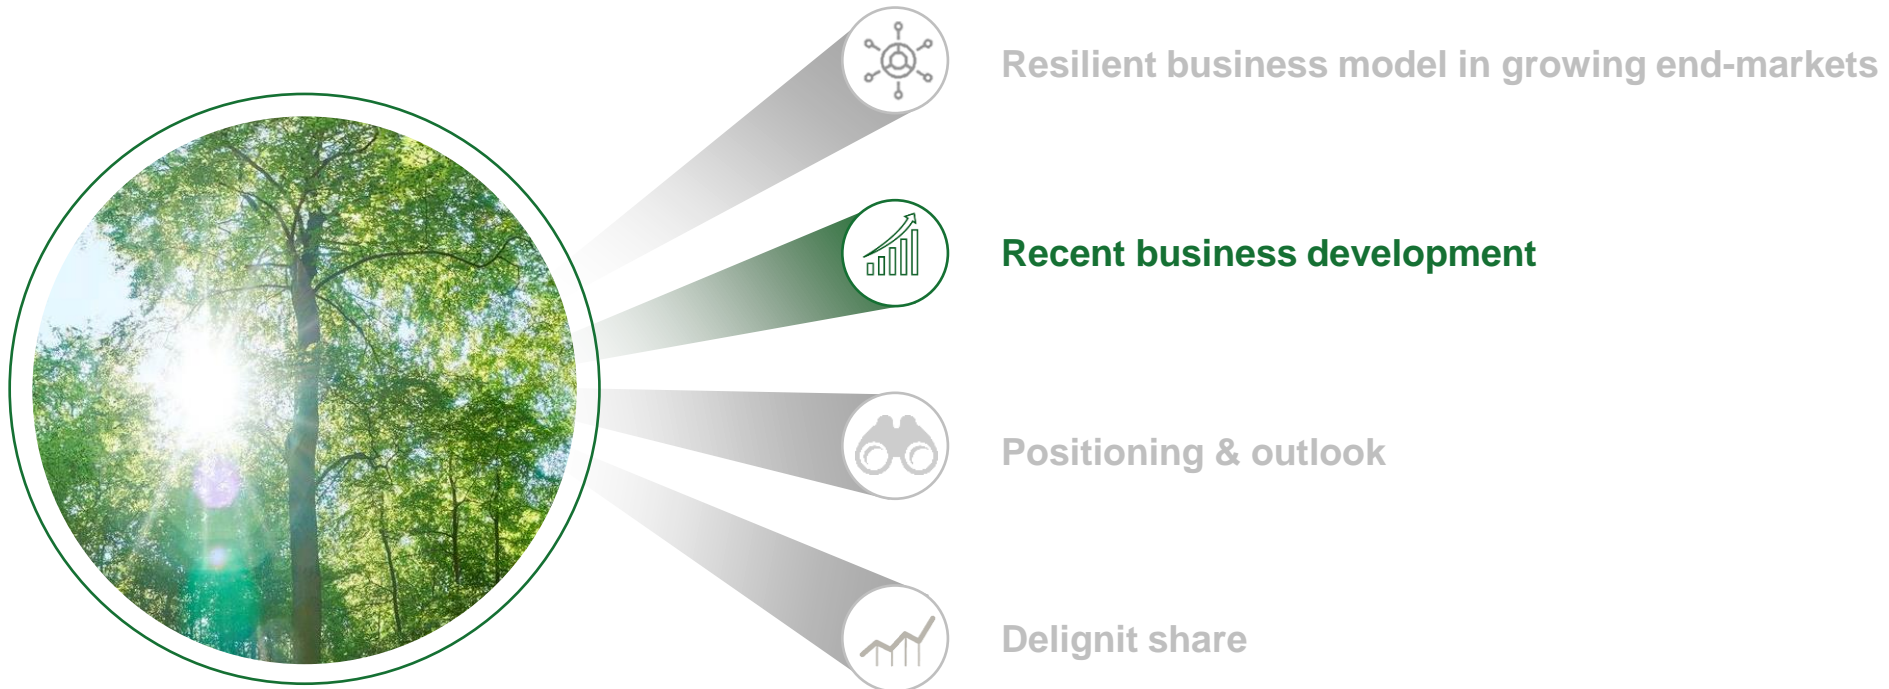 Resilient business model in growing end-markets
Recent business development
Positioning & outlook
Delignit share